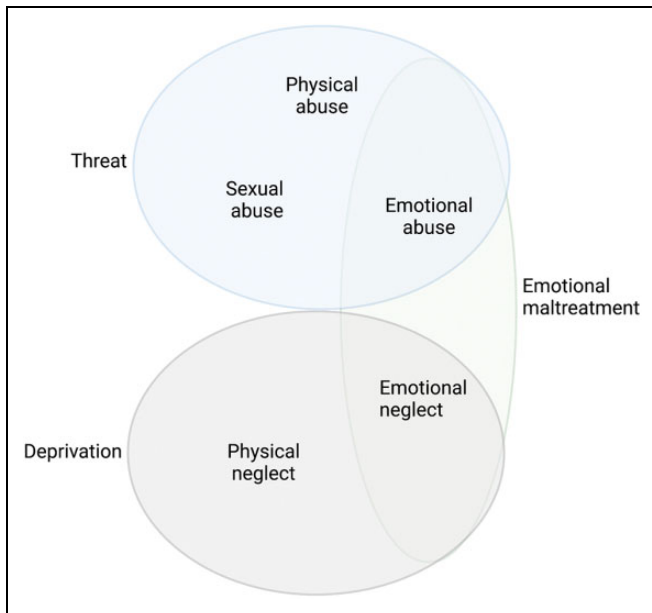 Physical
abuse
Threat
Sexual
abuse
Emotional
abuse
Emotional
maltreatment
Emotional
neglect
Deprivation
Physical
neglect